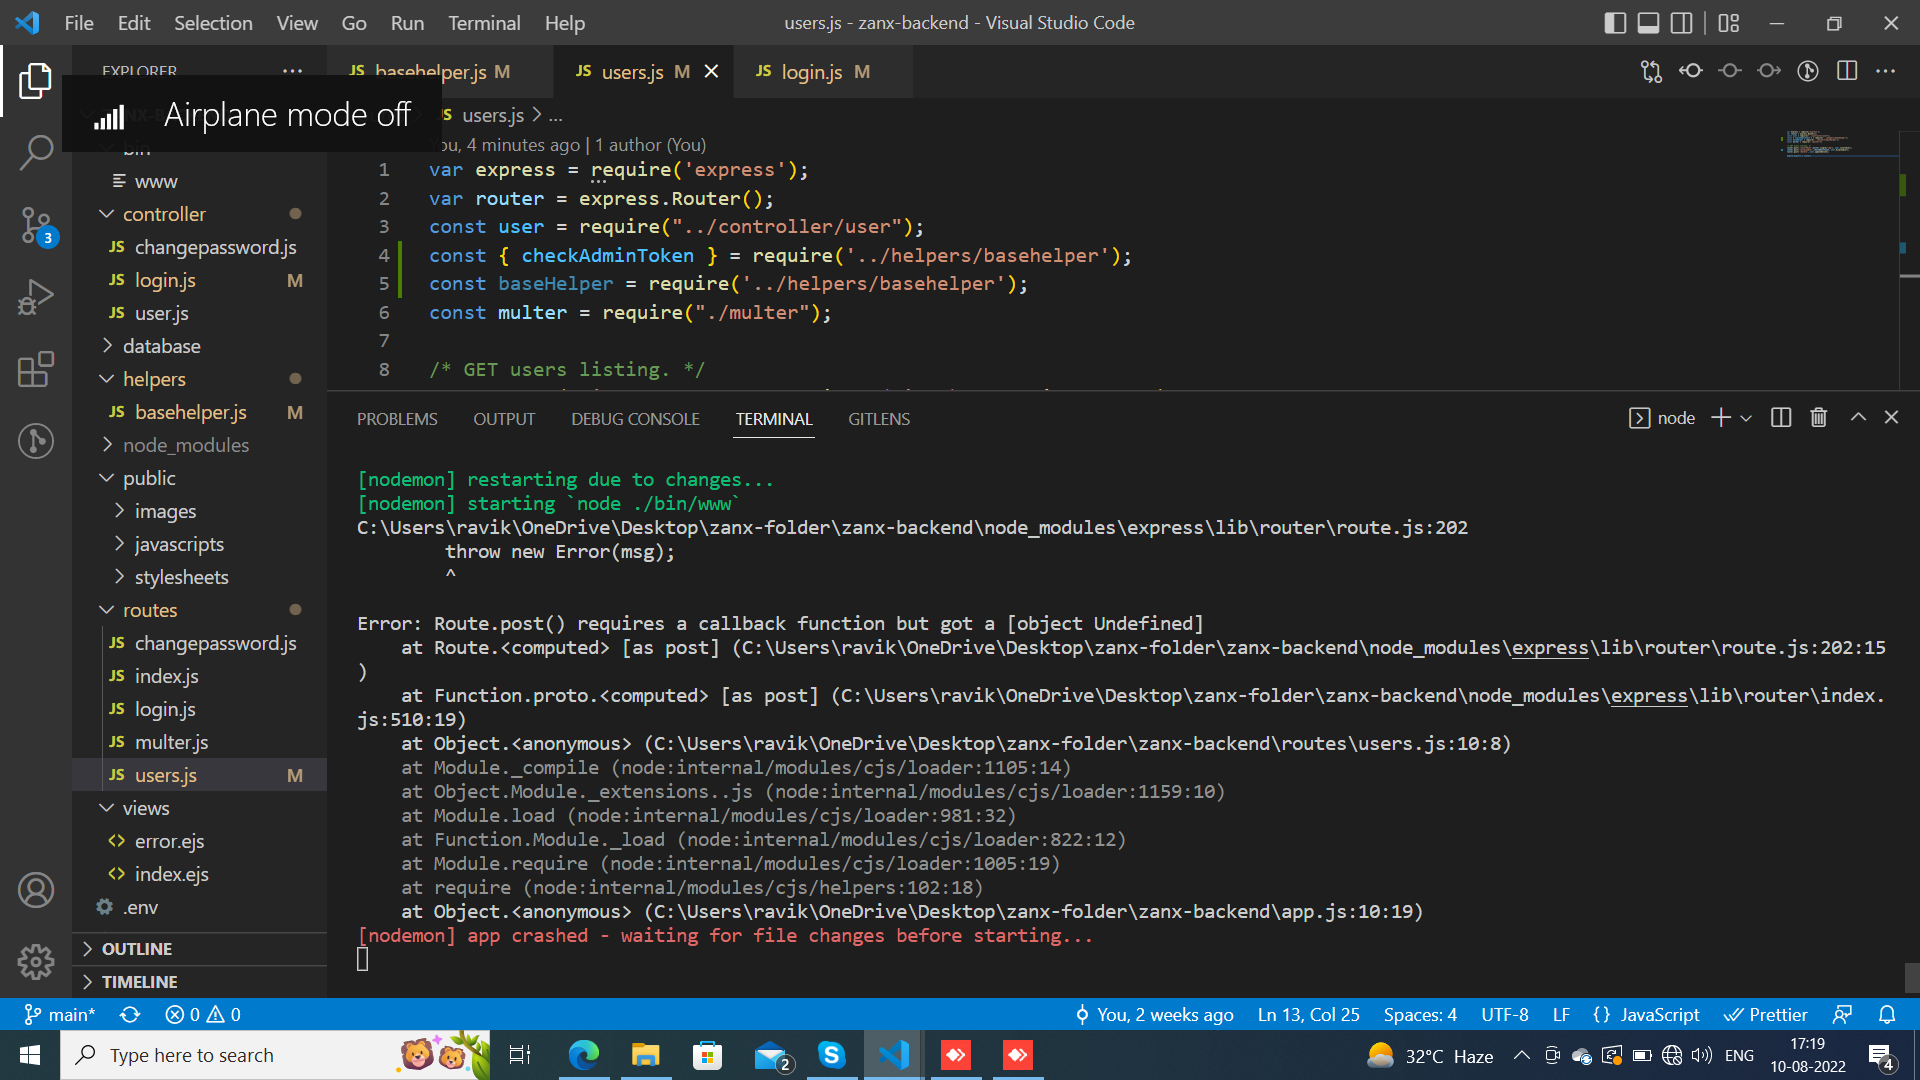 File Edit Selection View Go Run Terminal Help
users.js - zanx-backend - Visual Studio Code
EXPLORER
JS basehelper.js M
JS users.js M
JS login.js M
Airplane mode off
users.js > ...
You, 4 minutes ago | 1 author (You)
1 var express = require('express');
2 var router = express.Router();
3 const user = require("../controller/user");
4 const { checkAdminToken } = require('../helpers/basehelper');
5 const baseHelper = require('../helpers/basehelper');
6 const multer = require("./multer");
7
8 /* GET users listing. */
bin
www
controller
JS changepassword.js
JS login.js M
JS user.js
database
helpers
JS basehelper.js M
node_modules
public
images
javascripts
stylesheets
routes
JS changepassword.js
JS index.js
JS login.js
JS multer.js
JS users.js M
views
<> error.ejs
<> index.ejs
.env
OUTLINE
TIMELINE
3
PROBLEMS OUTPUT DEBUG CONSOLE TERMINAL GITLENS
node
[nodemon] restarting due to changes...
[nodemon] starting `node ./bin/www`
C:\Users\ravik\OneDrive\Desktop\zanx-folder\zanx-backend\node_modules\express\lib\router\route.js:202
throw new Error(msg);
^
Error: Route.post() requires a callback function but got a [object Undefined]
at Route.<computed> [as post] (C:\Users\ravik\OneDrive\Desktop\zanx-folder\zanx-backend\node_modules\express\lib\router\route.js:202:15
)
at Function.proto.<computed> [as post] (C:\Users\ravik\OneDrive\Desktop\zanx-folder\zanx-backend\node_modules\express\lib\router\index.
js:510:19)
at Object.<anonymous> (C:\Users\ravik\OneDrive\Desktop\zanx-folder\zanx-backend\routes\users.js:10:8)
at Module._compile (node:internal/modules/cjs/loader:1105:14)
at Object.Module._extensions..js (node:internal/modules/cjs/loader:1159:10)
at Module.load (node:internal/modules/cjs/loader:981:32)
at Function.Module._load (node:internal/modules/cjs/loader:822:12)
at Module.require (node:internal/modules/cjs/loader:1005:19)
at require (node:internal/modules/cjs/helpers:102:18)
at Object.<anonymous> (C:\Users\ravik\OneDrive\Desktop\zanx-folder\zanx-backend\app.js:10:19)
[nodemon] app crashed - waiting for file changes before starting...
main* 0 0
You, 2 weeks ago Ln 13, Col 25 Spaces: 4 UTF-8 LF {} JavaScript Prettier
Type here to search
2
32°C Haze
ENG
17:19
10-08-2022
4